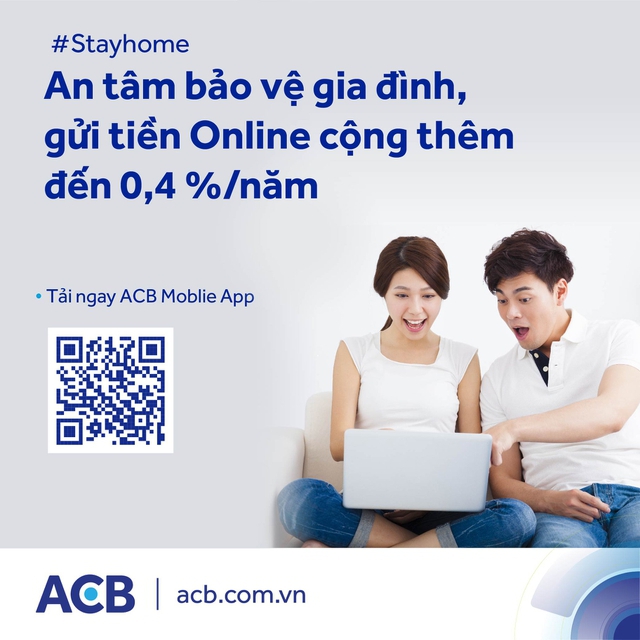 #Stayhome
An tâm bảo vệ gia đình,
gửi tiền Online cộng thêm
đến 0,4 %/năm
• Tải ngay ACB Moblie App
ACB | acb.com.vn